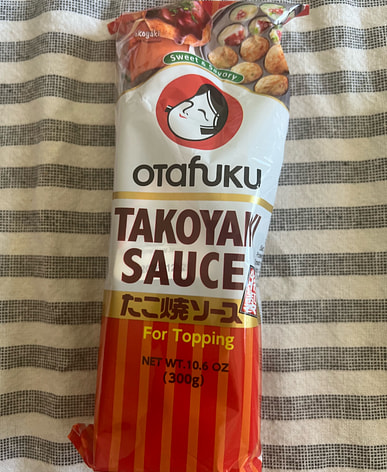 Sweet & Savory
OTAFUKU
TAKOYAKI
SAUCE
たこ焼ソース
For Topping
NET WT.10.6 OZ
(300g)